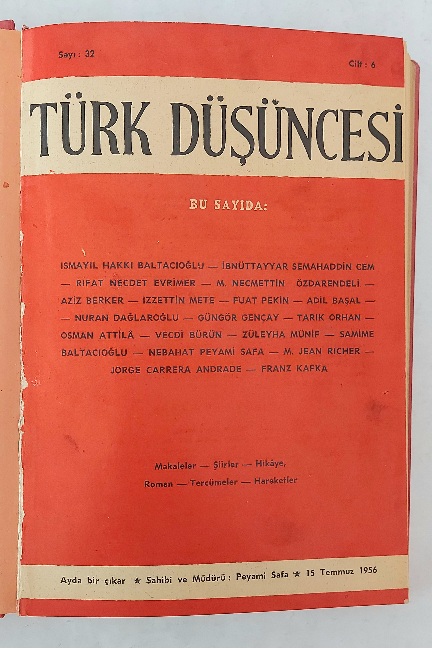 Sayı : 32
Cilt : 6
TÜRK DÜŞÜNCESİ
BU SAYIDA:
ISMAYIL HAKKI BALTACIOĞLU — İBNÜTTAYYAR SEMAHADDİN CEM
— RIFAT NECDET EVRİMER — M. NECMETTİN ÖZDARENDELİ —
AZİZ BERKER — İZZETTİN METE — FUAT PEKİN — ADİL BAŞAL —
— NURAN DAĞLAROĞLU — GÜNGÖR GENÇAY — TARIK ORHAN —
OSMAN ATTİLÂ — VECDİ BÜRÜN — ZÜLEYHA MÜNİF — SAMİME
BALTACIOĞLU — NEBAHAT PEYAMİ SAFA — M. JEAN RICHER —
JORGE CARRERA ANDRADE — FRANZ KAFKA
Makaleler — Şiirler — Hikâye,
Roman — Tercümeler — Hareketler
Ayda bir çıkar ★ Sahibi ve Müdürü : Peyami Safa ★ 15 Temmuz 1956